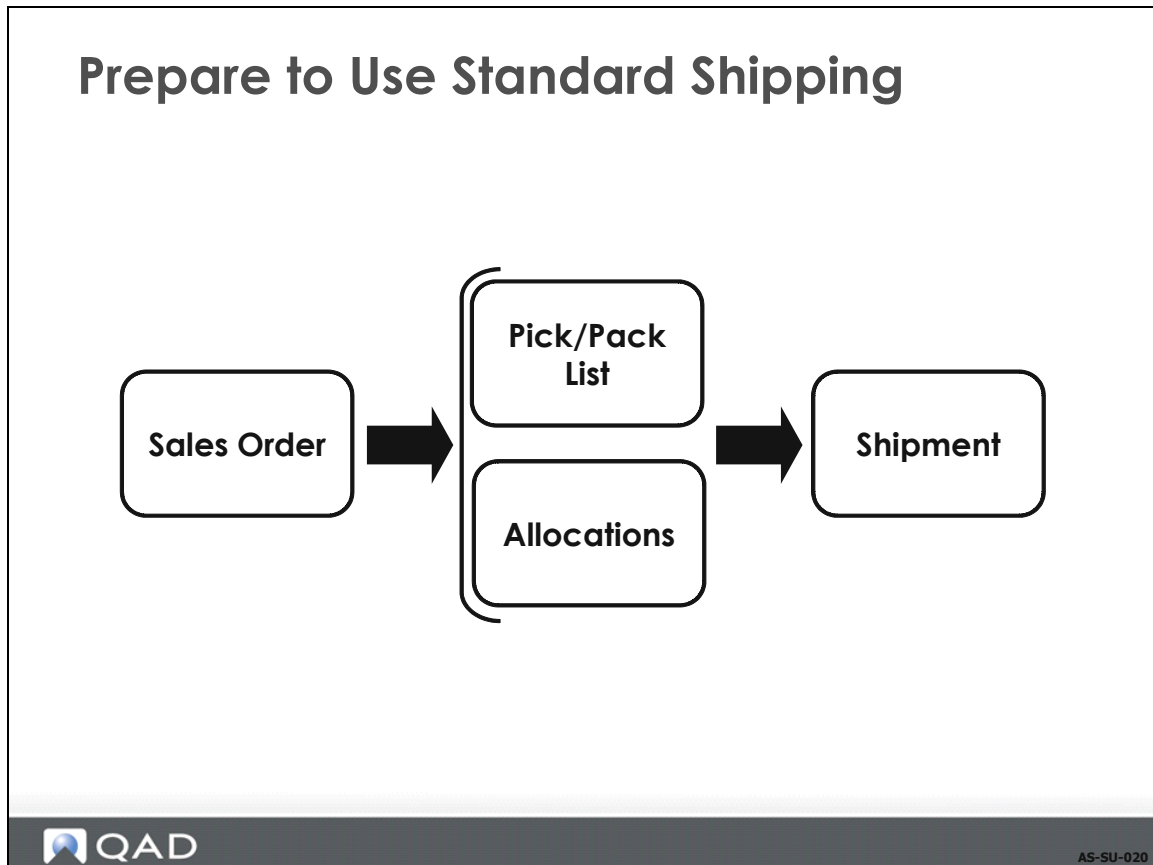 Prepare to Use Standard Shipping
Sales Order
Pick/Pack
List
Allocations
Shipment
QAD
AS-SU-020